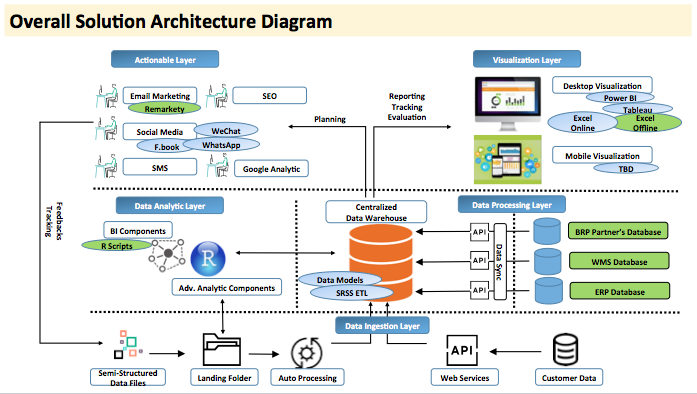 Overall Solution Architecture Diagram
Actionable Layer
Visualization Layer
Email Marketing
Remarkety
SEO
Social Media
WeChat
F.book
WhatsApp
SMS
Google Analytic
Planning
Reporting
Tracking
Evaluation
Desktop Visualization
Power BI
Tableau
Excel
Online
Excel
Offline
Mobile Visualization
TBD
Feedbacks
Tracking
Data Analytic Layer
BI Components
R Scripts
R
Adv. Analytic Components
Centralized
Data Warehouse
Data Models
SRSS ETL
Data Processing Layer
API
API
API
Data Sync
BRP Partner's Database
WMS Database
ERP Database
Data Ingestion Layer
Semi-Structured
Data Files
Landing Folder
Auto Processing
API
Web Services
Customer Data